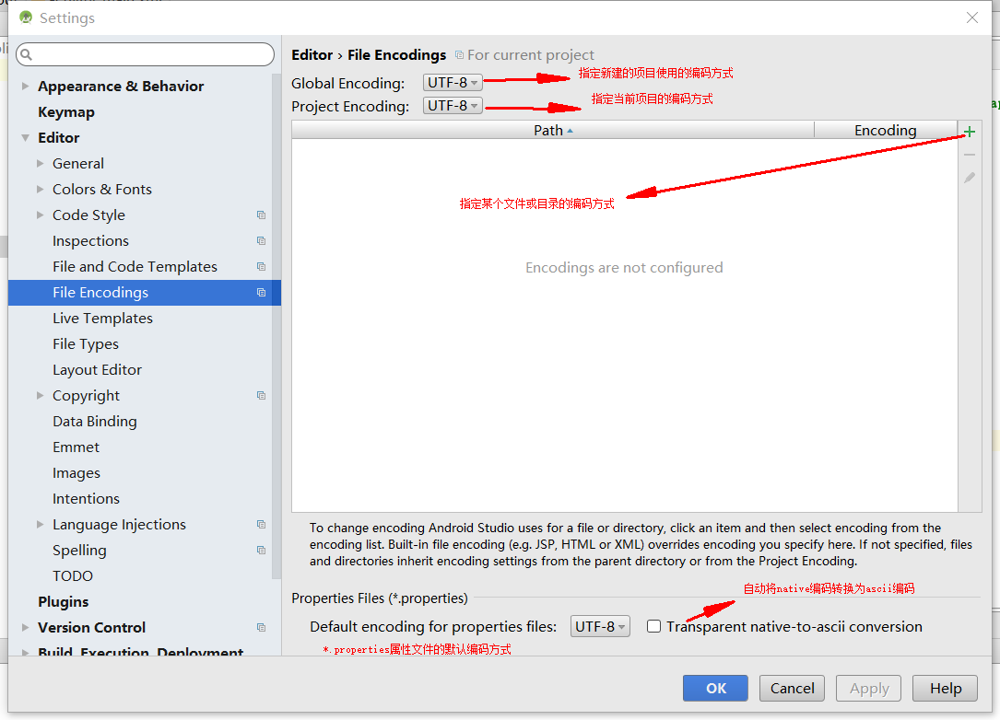 Settings
Editor › File Encodings For current project
Global Encoding: UTF-8 指定新建的项目使用的编码方式
Project Encoding: UTF-8 指定当前项目的编码方式
Path Encoding
指定某个文件或目录的编码方式
Encodings are not configured
Appearance & Behavior
Keymap
Editor
General
Colors & Fonts
Code Style
Inspections
File and Code Templates
File Encodings
Live Templates
File Types
Layout Editor
Copyright
Data Binding
Emmet
Images
Intentions
Language Injections
Spelling
TODO
Plugins
Version Control
Build, Execution, Deployment
To change encoding Android Studio uses for a file or directory, click an item and then select encoding from the
encoding list. Built-in file encoding (e.g. JSP, HTML or XML) overrides encoding you specify here. If not specified, files
and directories inherit encoding settings from the parent directory or from the Project Encoding.
自动将native编码转换为ascii编码
Properties Files (*.properties)
Default encoding for properties files: UTF-8 Transparent native-to-ascii conversion
*.properties属性文件的默认编码方式
OK Cancel Apply Help